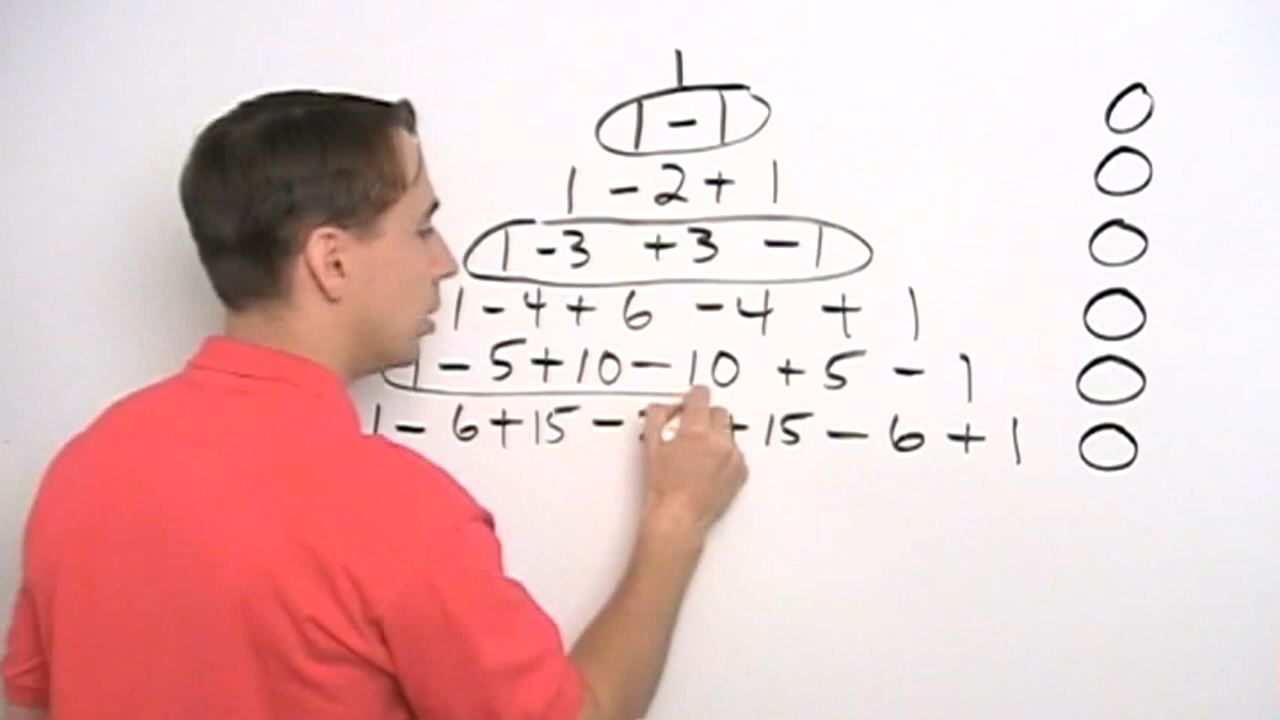 1
1 - 1 0
1 - 2 + 1 0
1 - 3 + 3 - 1 0
1 - 4 + 6 - 4 + 1 0
1 - 5 + 10 - 10 + 5 - 1 0
1 - 6 + 15 - + 15 - 6 + 1 0